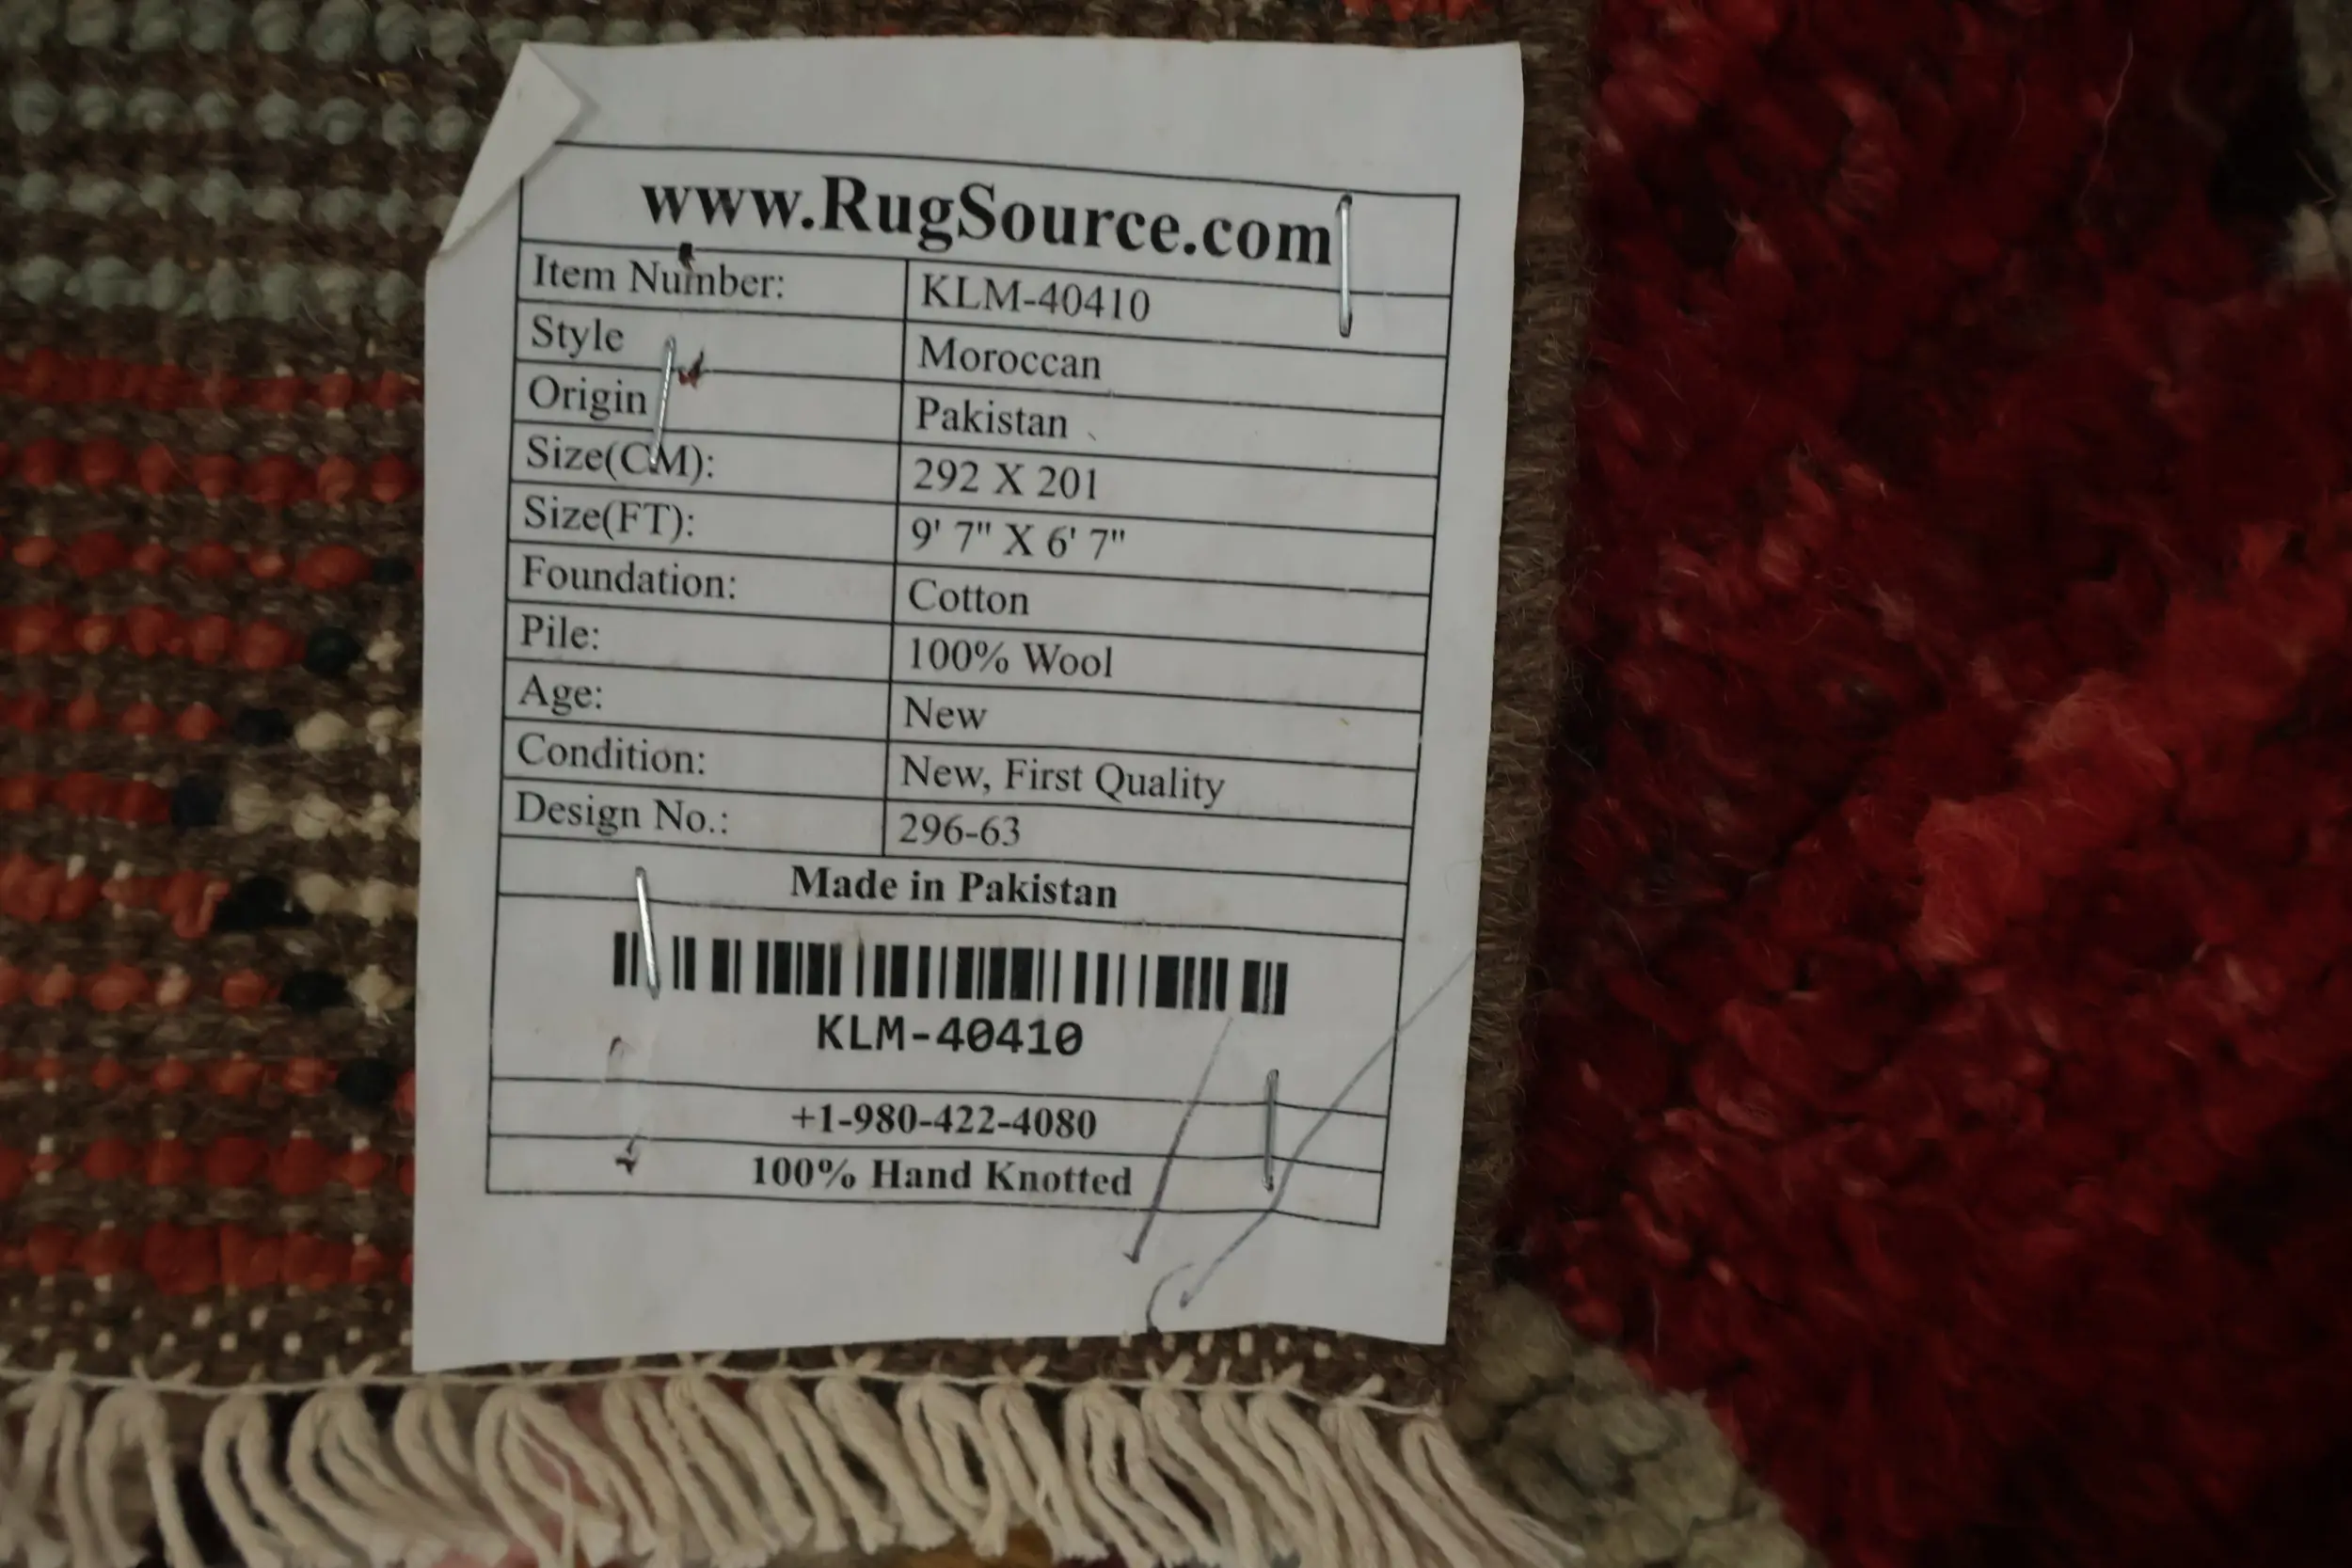 www.RugSource.com
Item Number: KLM-40410
Style Moroccan
Origin Pakistan
Size(CM): 292 X 201
Size(FT): 9' 7" X 6' 7"
Foundation: Cotton
Pile: 100% Wool
Age: New
Condition: New, First Quality
Design No.: 296-63
Made in Pakistan
KLM-40410
+1-980-422-4080
100% Hand Knotted